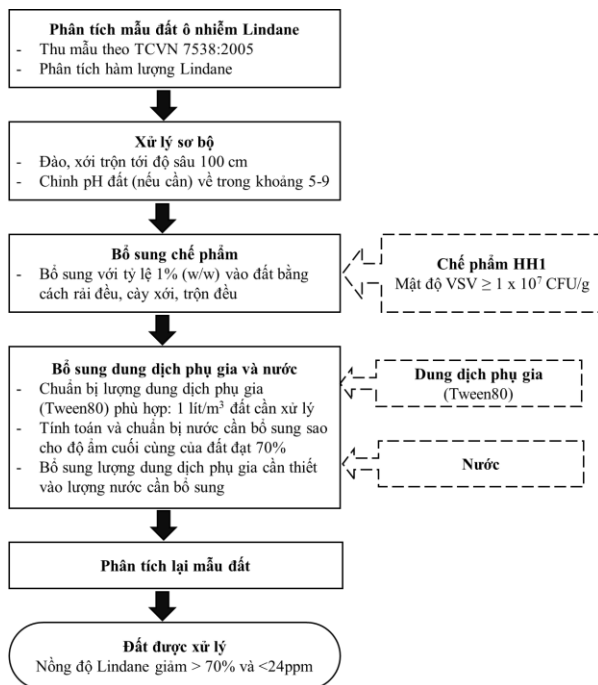 Phân tích mẫu đất ô nhiễm Lindane
- Thu mẫu theo TCVN 7538:2005
- Phân tích hàm lượng Lindane
Xử lý sơ bộ
- Đào, xới trộn tới độ sâu 100 cm
- Chỉnh pH đất (nếu cần) về trong khoảng 5-9
Bổ sung chế phẩm
- Bổ sung với tỷ lệ 1% (w/w) vào đất bằng
cách rải đều, cày xới, trộn đều
Chế phẩm HH1
Mật độ VSV ≥ 1 x 10⁷ CFU/g
Bổ sung dung dịch phụ gia và nước
- Chuẩn bị lượng dung dịch phụ gia
(Tween80) phù hợp: 1 lít/m³ đất cần xử lý
- Tính toán và chuẩn bị nước cần bổ sung sao
cho độ ẩm cuối cùng của đất đạt 70%
- Bổ sung lượng dung dịch phụ gia cần thiết
vào lượng nước cần bổ sung
Dung dịch phụ gia
(Tween80)
Nước
Phân tích lại mẫu đất
Đất được xử lý
Nồng độ Lindane giảm > 70% và <24ppm